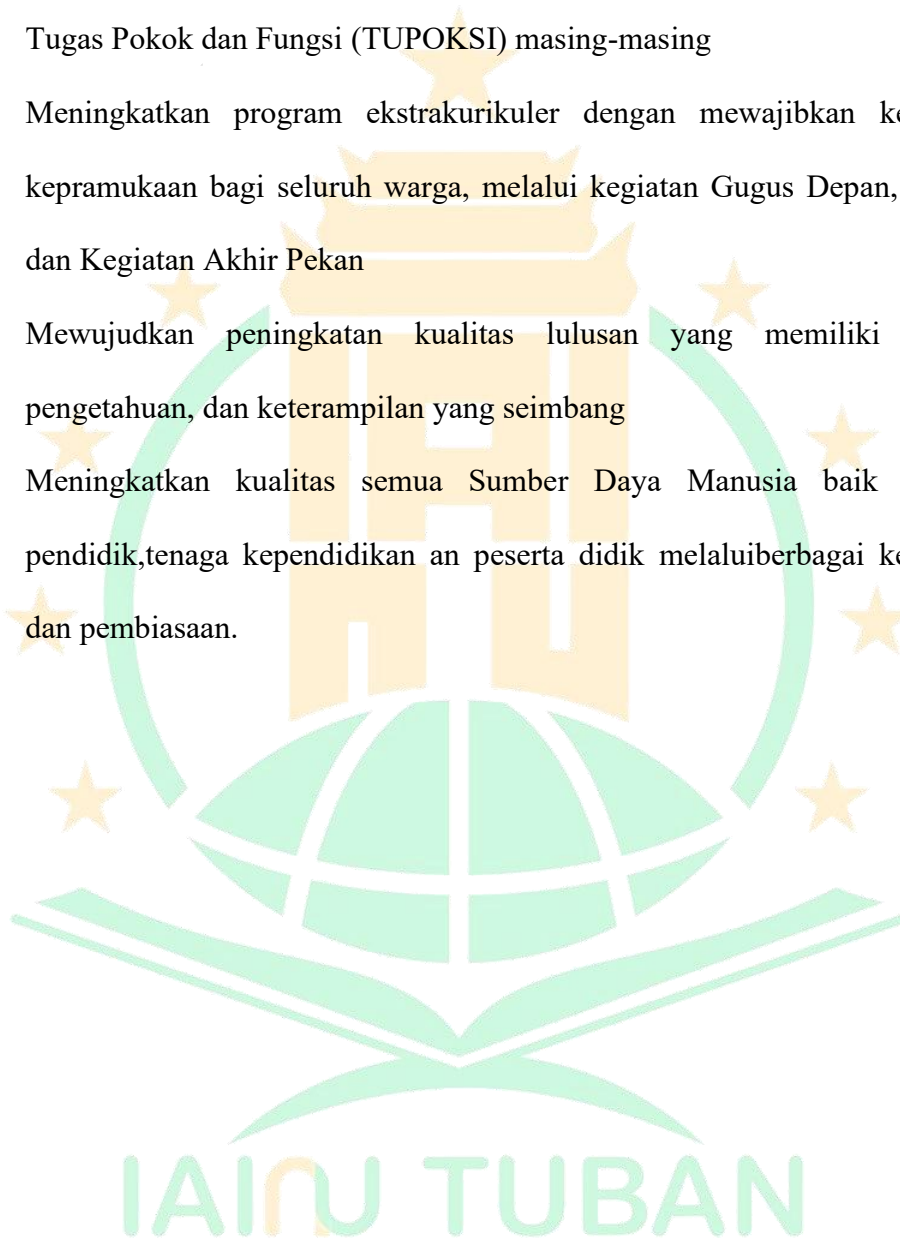 Tugas Pokok dan Fungsi (TUPOKSI) masing-masing
Meningkatkan program ekstrakurikuler dengan mewajibkan ke
kepramukaan bagi seluruh warga, melalui kegiatan Gugus Depan,
dan Kegiatan Akhir Pekan
Mewujudkan peningkatan kualitas lulusan yang memiliki
pengetahuan, dan keterampilan yang seimbang
Meningkatkan kualitas semua Sumber Daya Manusia baik
pendidik,tenaga kependidikan an peserta didik melaluiberbagai ke
dan pembiasaan.
IAINU TUBAN